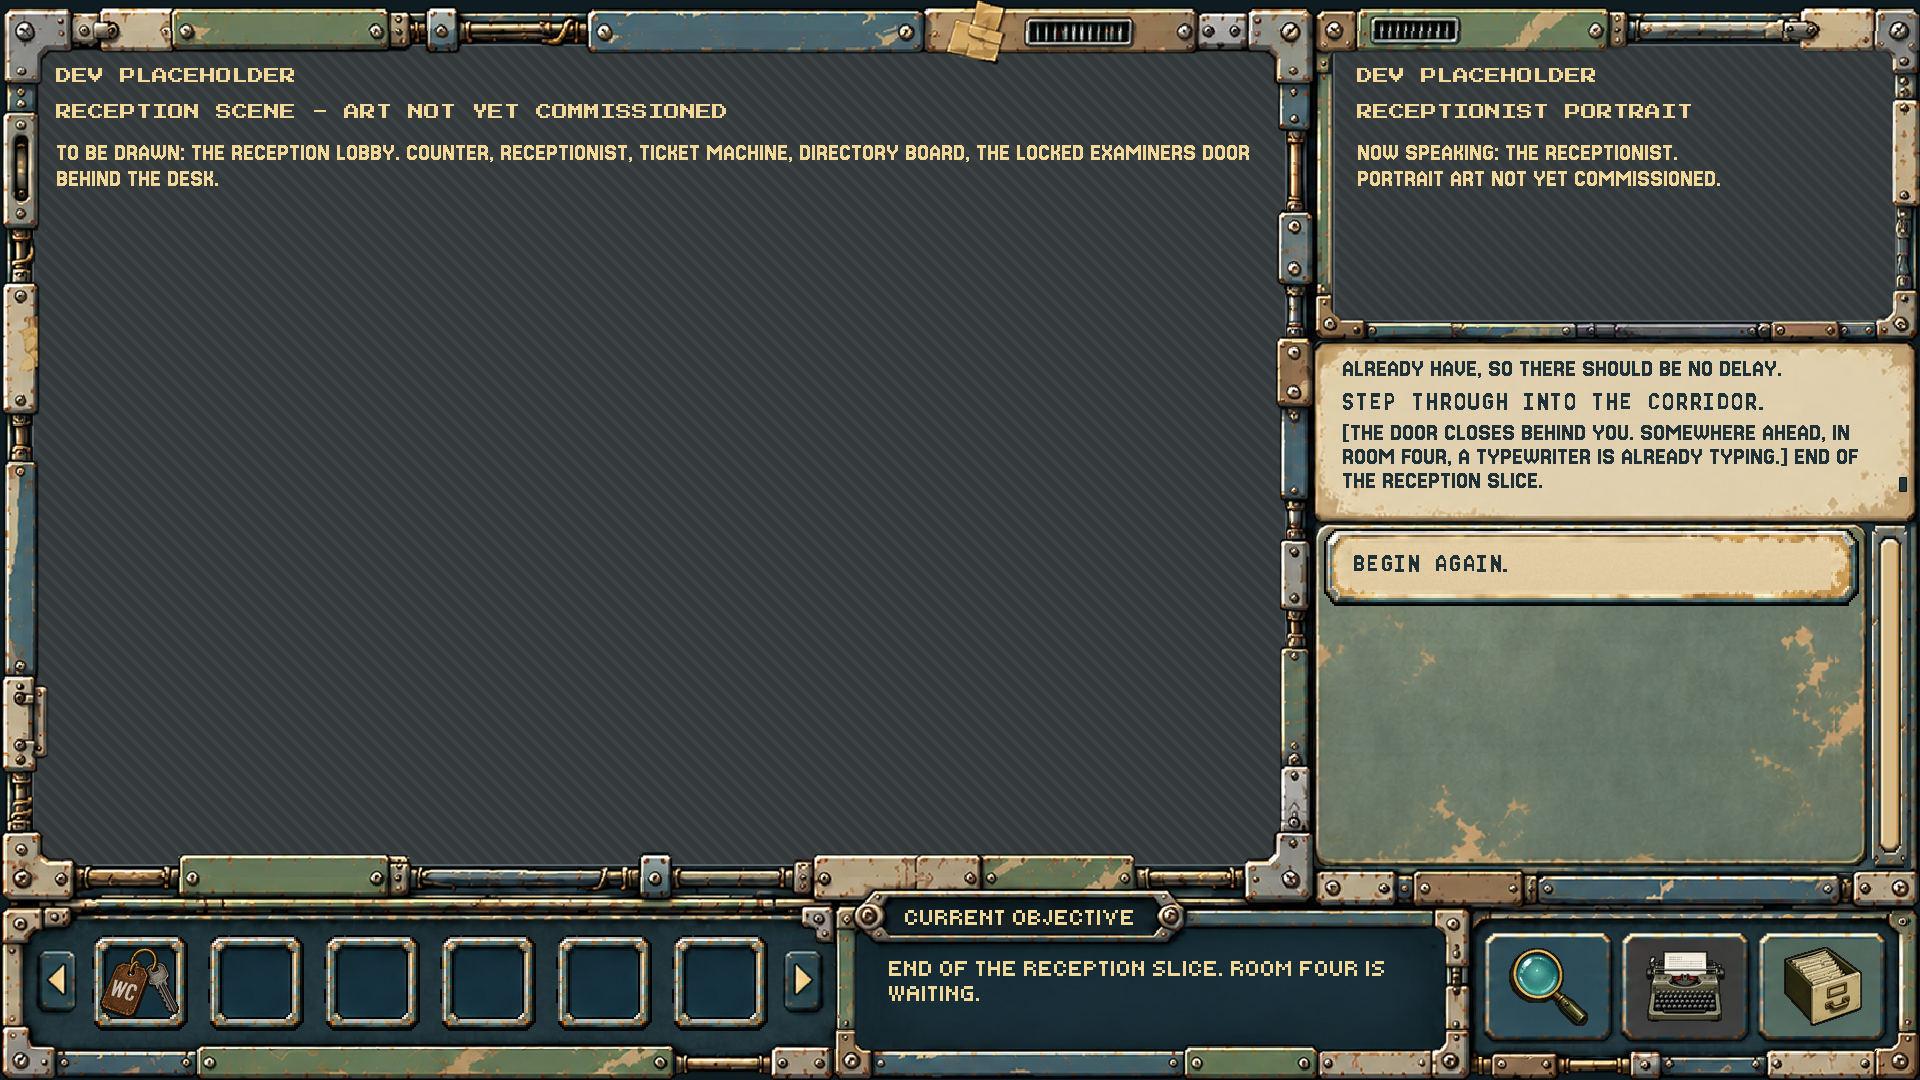 DEV PLACEHOLDER
RECEPTION SCENE – ART NOT YET COMMISSIONED
TO BE DRAWN: THE RECEPTION LOBBY. COUNTER, RECEPTIONIST, TICKET MACHINE, DIRECTORY BOARD, THE LOCKED EXAMINERS DOOR
BEHIND THE DESK.
DEV PLACEHOLDER
RECEPTIONIST PORTRAIT
NOW SPEAKING: THE RECEPTIONIST.
PORTRAIT ART NOT YET COMMISSIONED.
ALREADY HAVE, SO THERE SHOULD BE NO DELAY.
STEP THROUGH INTO THE CORRIDOR.
[THE DOOR CLOSES BEHIND YOU. SOMEWHERE AHEAD, IN
ROOM FOUR, A TYPEWRITER IS ALREADY TYPING.] END OF
THE RECEPTION SLICE.
BEGIN AGAIN.
WC
CURRENT OBJECTIVE
END OF THE RECEPTION SLICE. ROOM FOUR IS
WAITING.